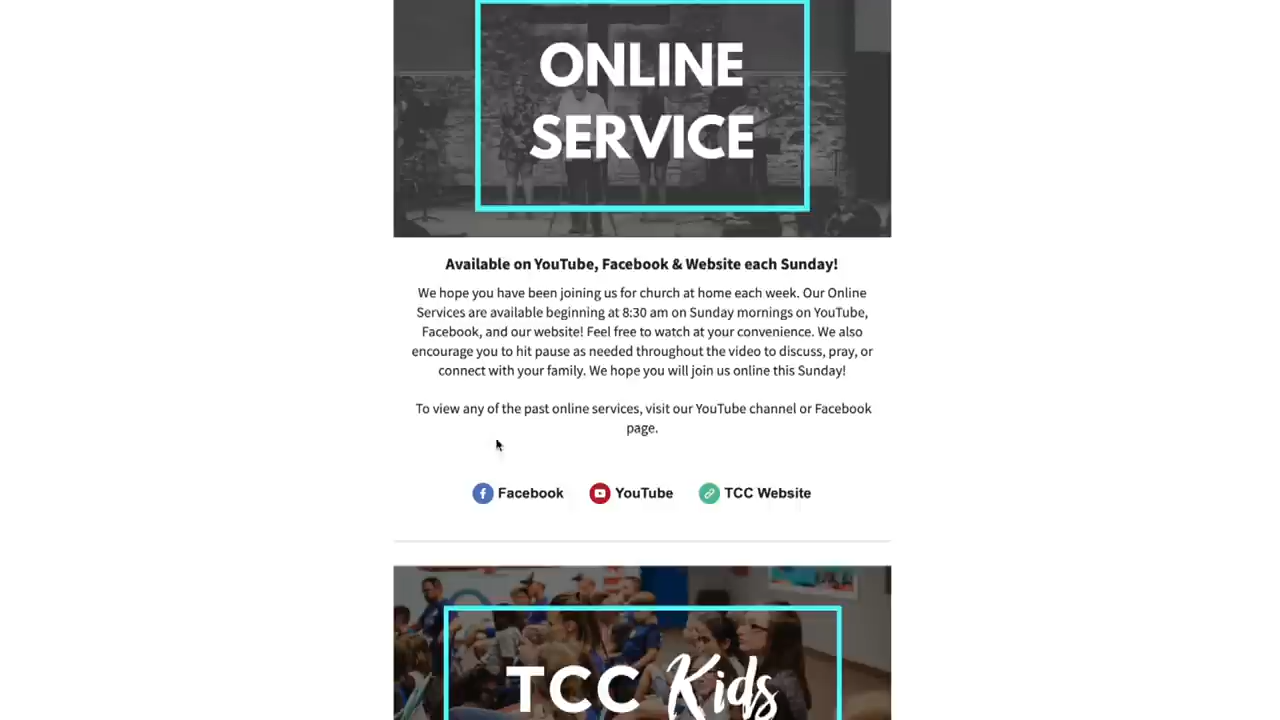 ONLINE
SERVICE
Available on YouTube, Facebook & Website each Sunday!
We hope you have been joining us for church at home each week. Our Online
Services are available beginning at 8:30 am on Sunday mornings on YouTube,
Facebook, and our website! Feel free to watch at your convenience. We also
encourage you to hit pause as needed throughout the video to discuss, pray, or
connect with your family. We hope you will join us online this Sunday!
To view any of the past online services, visit our YouTube channel or Facebook
page.
Facebook YouTube TCC Website
TCC Kids